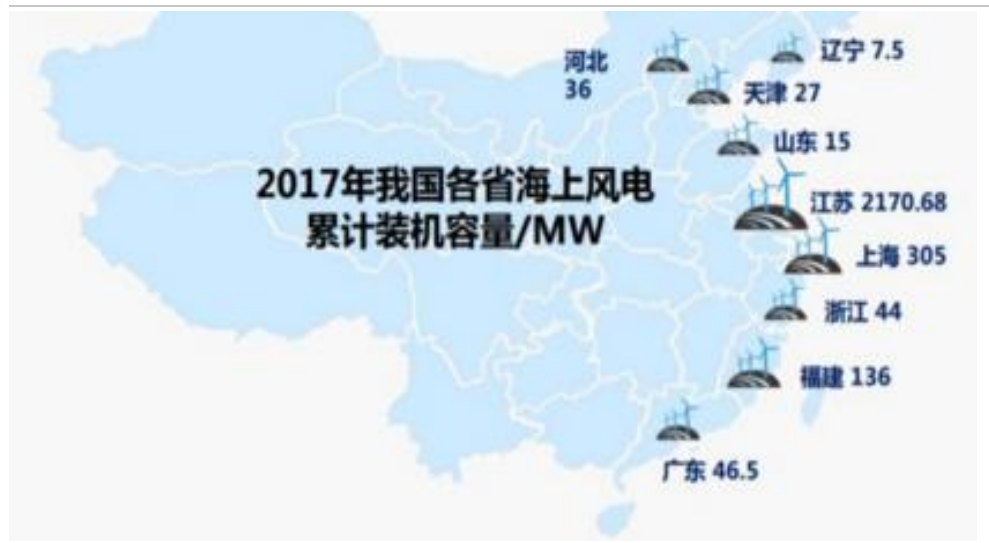 河北
36
辽宁 7.5
天津 27
山东 15
2017年我国各省海上风电
累计装机容量/MW
江苏 2170.68
上海 305
浙江 44
福建 136
广东 46.5